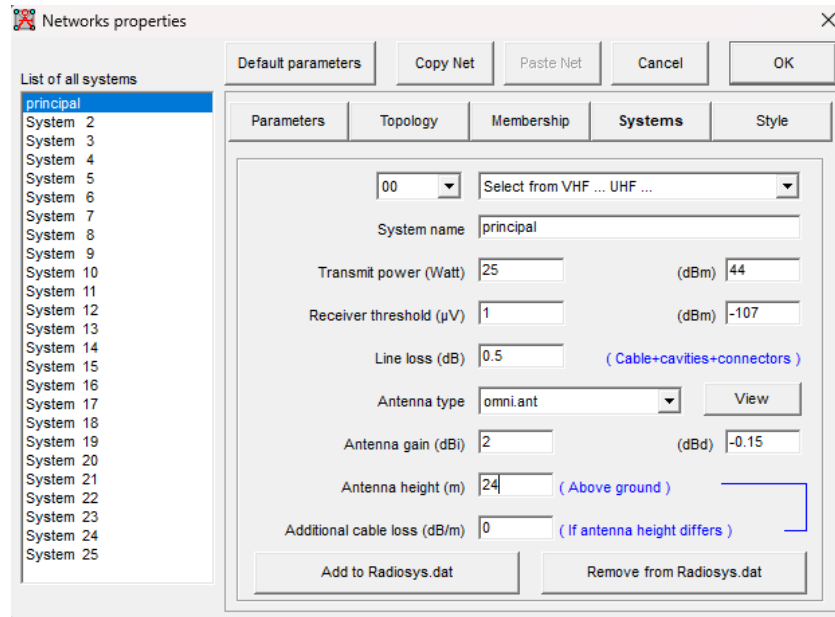 Networks properties
Default parameters Copy Net Paste Net Cancel OK
List of all systems
principal
System 2
System 3
System 4
System 5
System 6
System 7
System 8
System 9
System 10
System 11
System 12
System 13
System 14
System 15
System 16
System 17
System 18
System 19
System 20
System 21
System 22
System 23
System 24
System 25
Parameters Topology Membership Systems Style
00 Select from VHF ... UHF ...
System name principal
Transmit power (Watt) 25 (dBm) 44
Receiver threshold (µV) 1 (dBm) -107
Line loss (dB) 0.5 ( Cable+cavities+connectors )
Antenna type omni.ant View
Antenna gain (dBi) 2 (dBd) -0.15
Antenna height (m) 24 ( Above ground )
Additional cable loss (dB/m) 0 ( If antenna height differs )
Add to Radiosys.dat Remove from Radiosys.dat